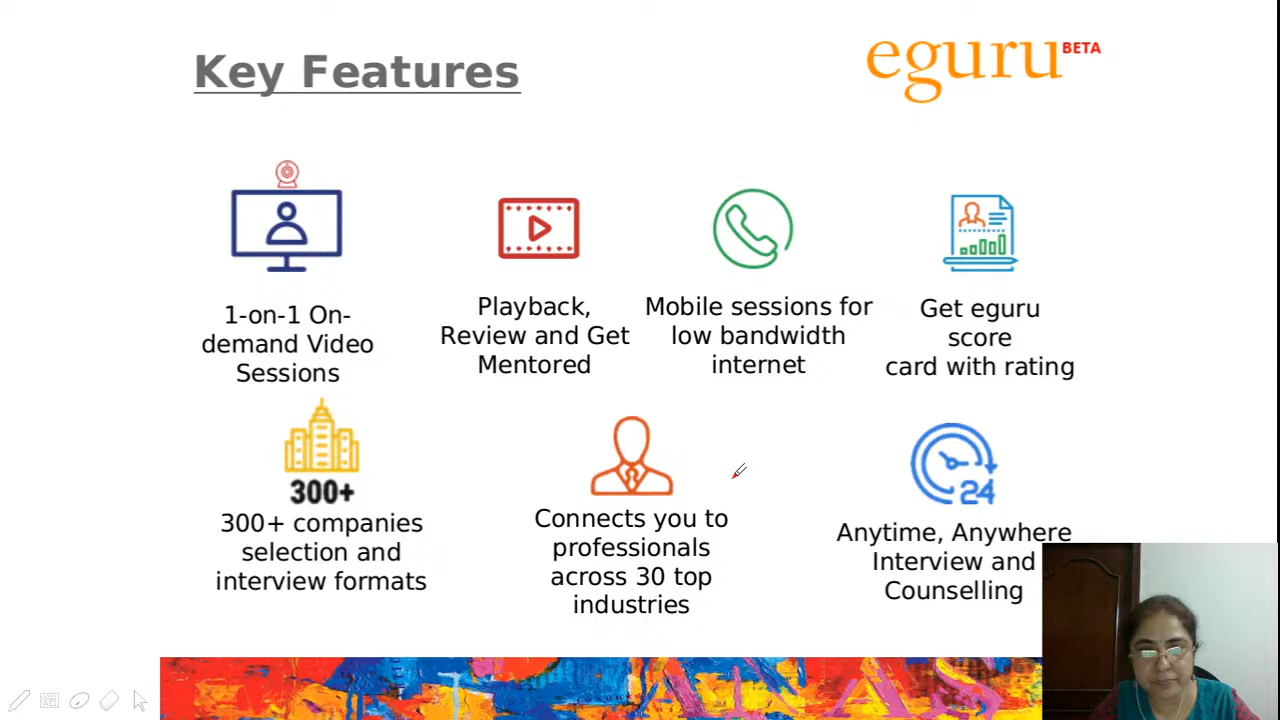 Key Features
eguru BETA
1-on-1 On-
demand Video
Sessions
Playback,
Review and Get
Mentored
Mobile sessions for
low bandwidth
internet
Get eguru
score
card with rating
300+
300+ companies
selection and
interview formats
Connects you to
professionals
across 30 top
industries
24
Anytime, Anywhere
Interview and
Counselling